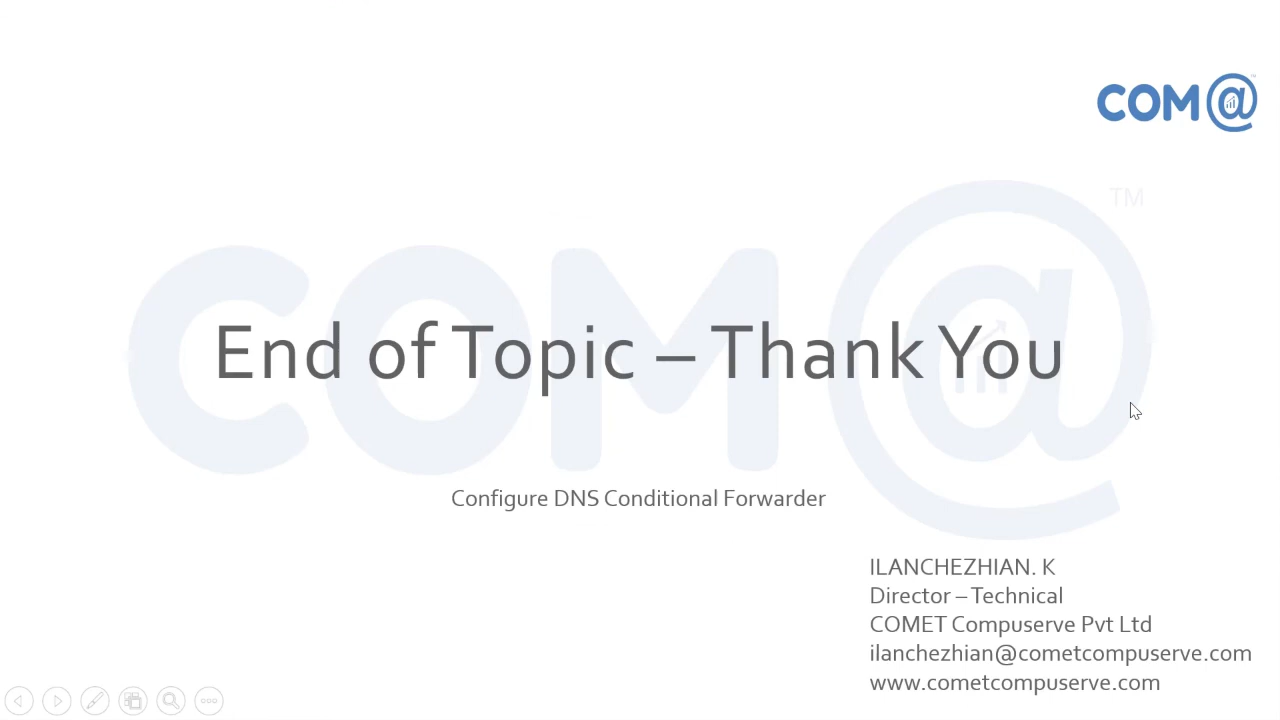 COM@
TM
COM@
End of Topic – Thank You
Configure DNS Conditional Forwarder
ILANCHEZHIAN. K
Director – Technical
COMET Compuserve Pvt Ltd
ilanchezhian@cometcompuserve.com
www.cometcompuserve.com